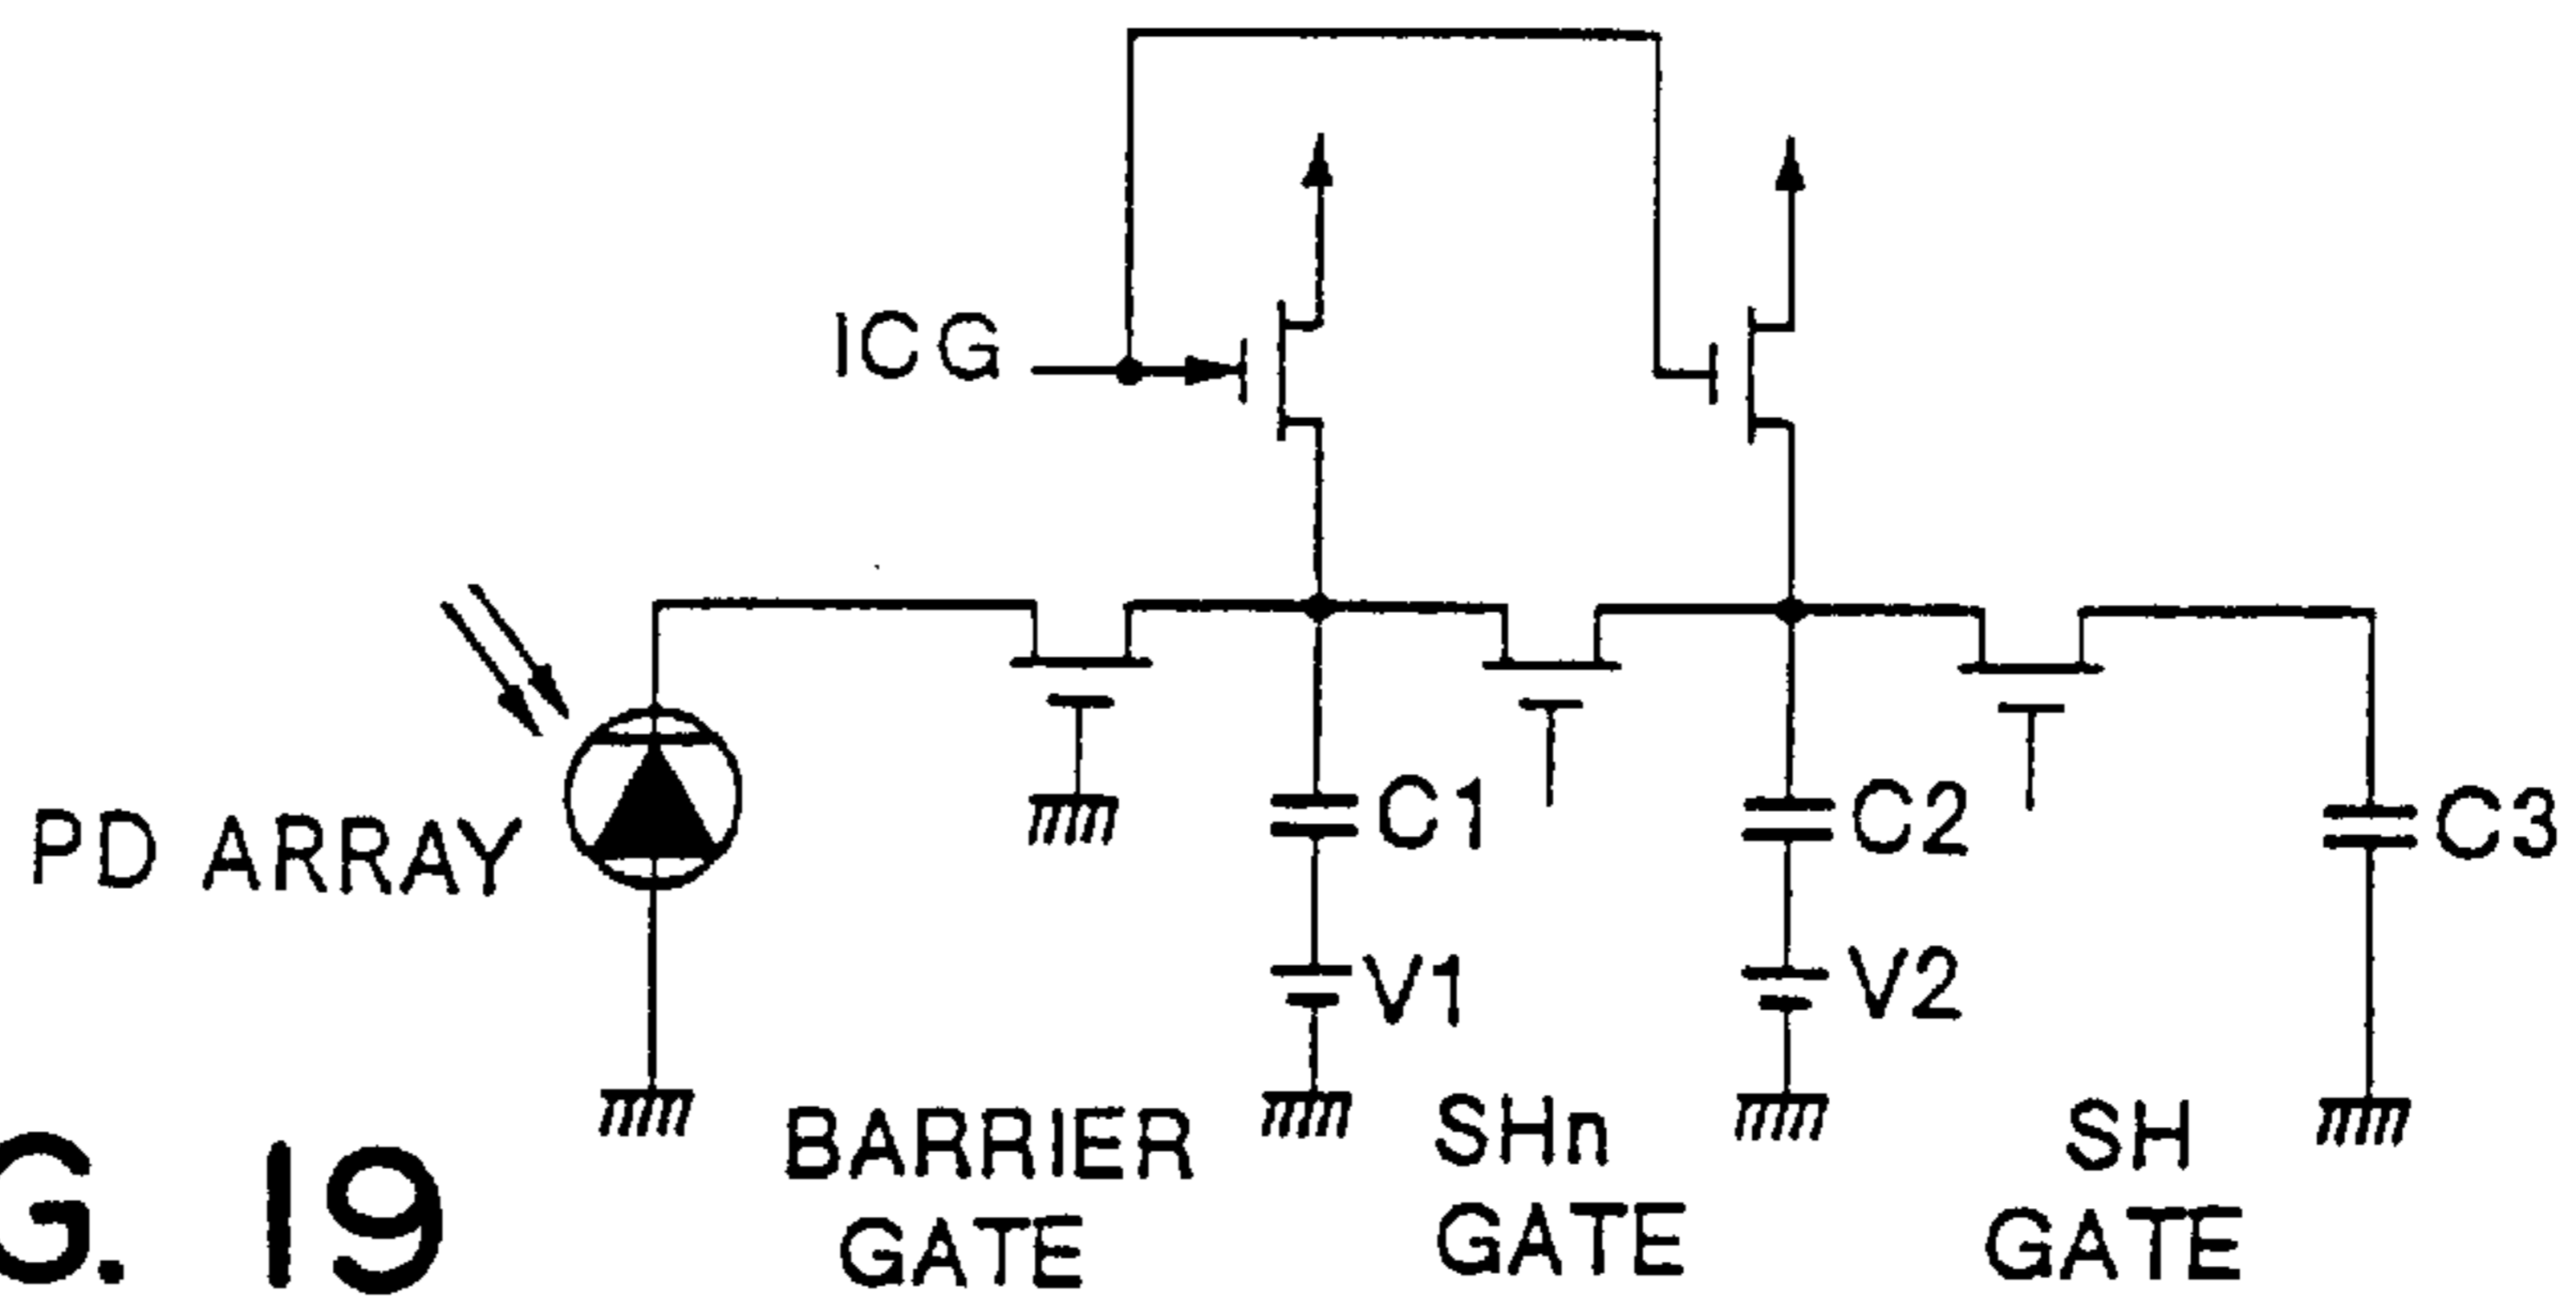 ICG
PD ARRAY
C1
C2
C3
V1
V2
BARRIER
GATE
SHn
GATE
SH
GATE
G. 19